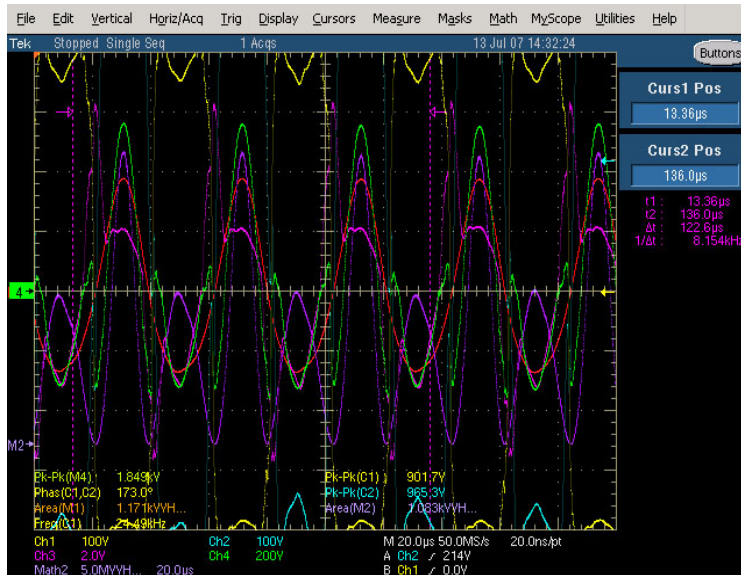 File Edit Vertical Horiz/Acq Trig Display Cursors Measure Masks Math MyScope Utilities Help
Tek Stopped Single Seq 1 Acqs 13 Jul 07 14:32:24
Buttons
Curs1 Pos
13.36µs
Curs2 Pos
136.0µs
t1: 13.36µs
t2: 136.0µs
Δt: 122.6µs
1/Δt: 8.154kHz
4
M2
Pk-Pk(M4) 1.849kV Pk-Pk(C1) 901.7V
Phas(C1,C2) 173.0° Pk-Pk(C2) 965.3V
Area(M1) 1.171kVVH... Area(M2) 1.083kVVH...
Freq(C1) 24.49kHz
Ch1 100V Ch2 100V M 20.0µs 50.0MS/s 20.0ns/pt
Ch3 2.0V Ch4 200V A Ch2 214V
Math2 5.0MVVH... 20.0µs B Ch1 0.0V